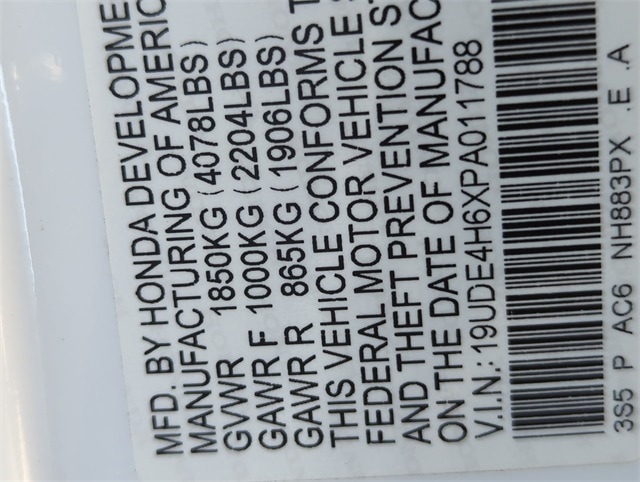 MFD. BY HONDA DEVELOPME
MANUFACTURING OF AMERIC
GVWR 1850KG (4078LBS)
GAWR F 1000KG (2204LBS)
GAWR R 865KG (1906LBS)
THIS VEHICLE CONFORMS T
FEDERAL MOTOR VEHICLE S
AND THEFT PREVENTION S
ON THE DATE OF MANUFAC
V.I.N.:19UDE4H6XPA011788
3S5 P AC6 NH883PX .E .A